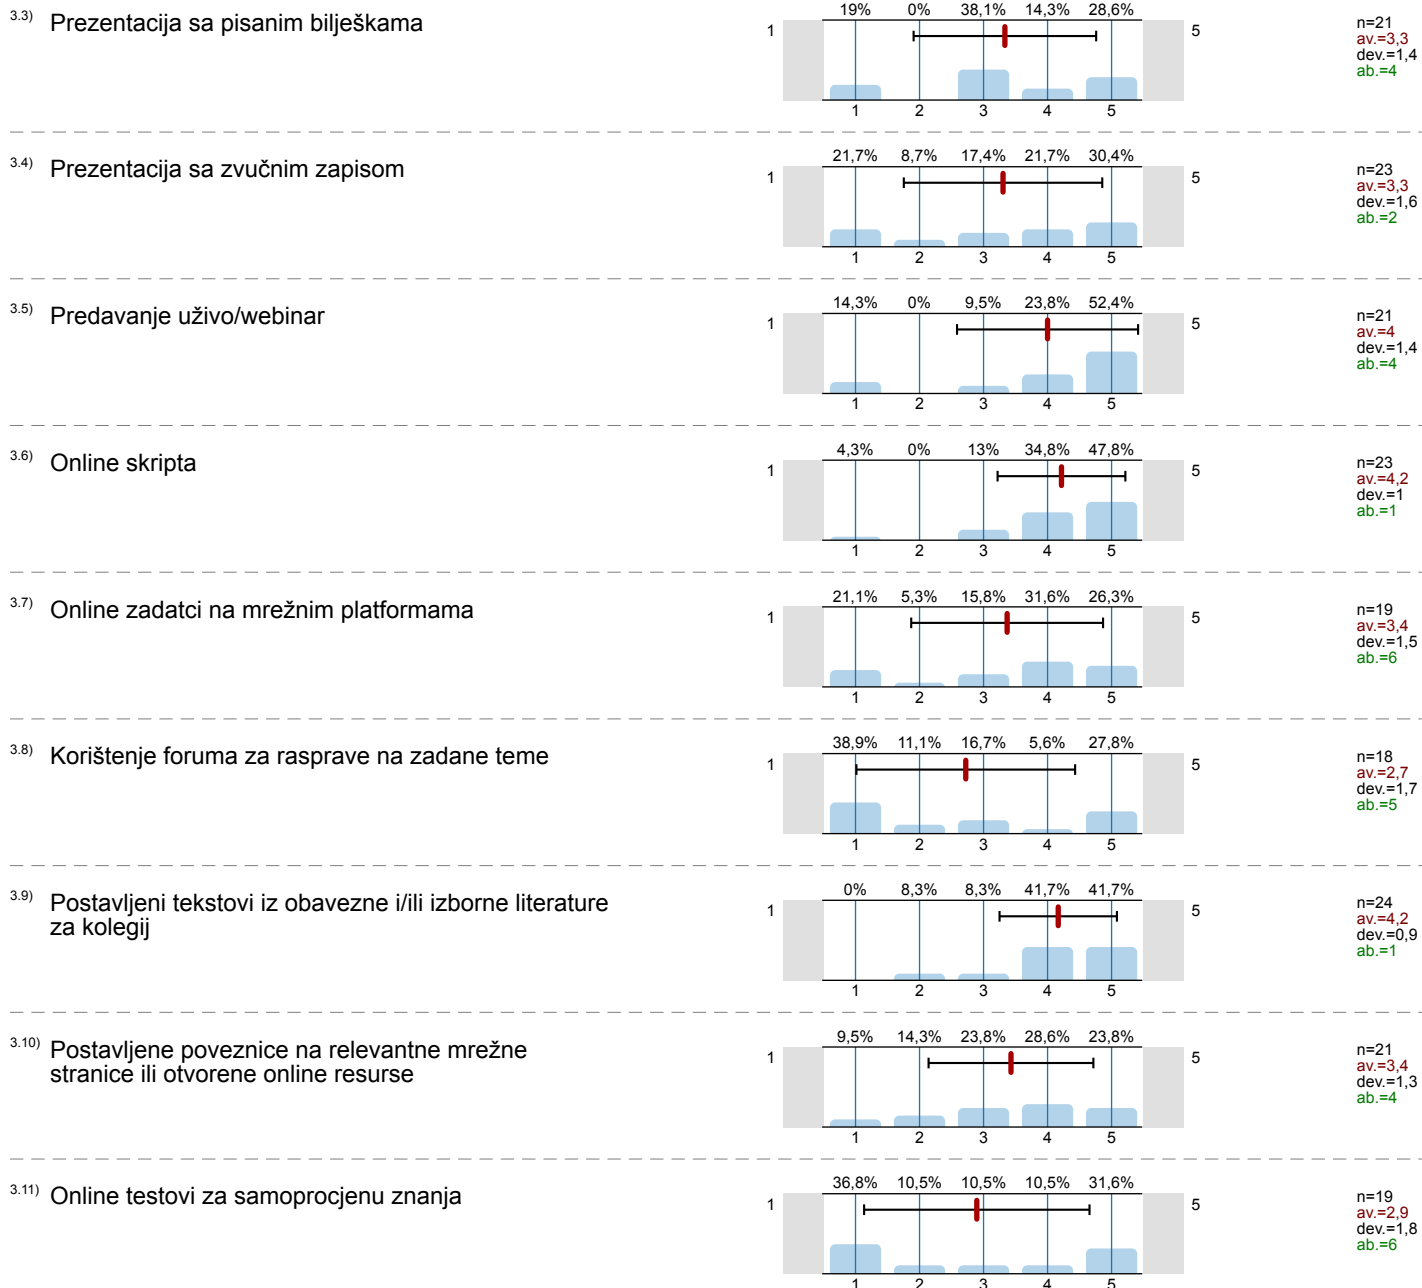 3.3) Prezentacija sa pisanim bilješkama
19% 0% 38,1% 14,3% 28,6%
1 5
1 2 3 4 5
n=21
av.=3,3
dev.=1,4
ab.=4
3.4) Prezentacija sa zvučnim zapisom
21,7% 8,7% 17,4% 21,7% 30,4%
1 5
1 2 3 4 5
n=23
av.=3,3
dev.=1,6
ab.=2
3.5) Predavanje uživo/webinar
14,3% 0% 9,5% 23,8% 52,4%
1 5
1 2 3 4 5
n=21
av.=4
dev.=1,4
ab.=4
3.6) Online skripta
4,3% 0% 13% 34,8% 47,8%
1 5
1 2 3 4 5
n=23
av.=4,2
dev.=1
ab.=1
3.7) Online zadatci na mrežnim platformama
21,1% 5,3% 15,8% 31,6% 26,3%
1 5
1 2 3 4 5
n=19
av.=3,4
dev.=1,5
ab.=6
3.8) Korištenje foruma za rasprave na zadane teme
38,9% 11,1% 16,7% 5,6% 27,8%
1 5
1 2 3 4 5
n=18
av.=2,7
dev.=1,7
ab.=5
3.9) Postavljeni tekstovi iz obavezne i/ili izborne literature
za kolegij
0% 8,3% 8,3% 41,7% 41,7%
1 5
1 2 3 4 5
n=24
av.=4,2
dev.=0,9
ab.=1
3.10) Postavljene poveznice na relevantne mrežne
stranice ili otvorene online resurse
9,5% 14,3% 23,8% 28,6% 23,8%
1 5
1 2 3 4 5
n=21
av.=3,4
dev.=1,3
ab.=4
3.11) Online testovi za samoprocjenu znanja
36,8% 10,5% 10,5% 10,5% 31,6%
1 5
1 2 3 4 5
n=19
av.=2,9
dev.=1,8
ab.=6